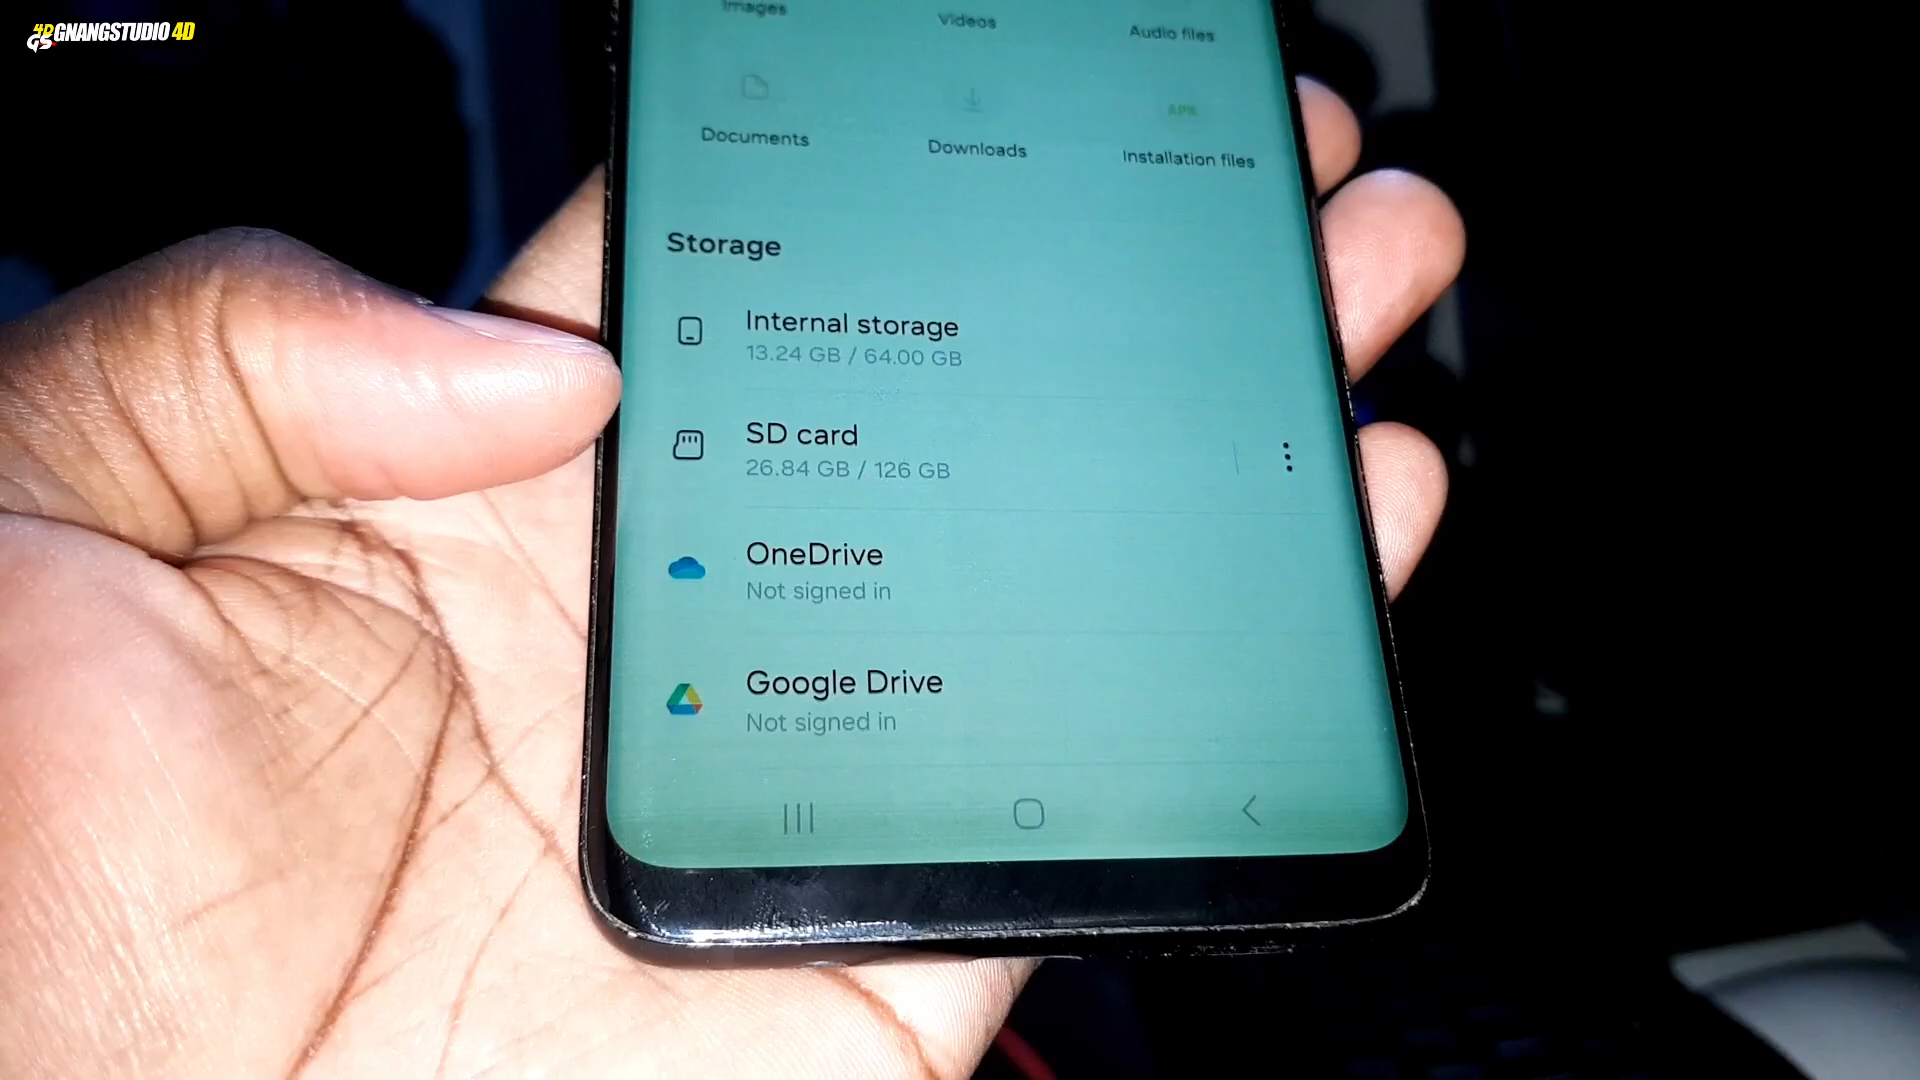 GNANGSTUDIO 4D
Images
Videos
Audio files
Documents
Downloads
APK
Installation files
Storage
Internal storage
13.24 GB / 64.00 GB
SD card
26.84 GB / 126 GB
OneDrive
Not signed in
Google Drive
Not signed in